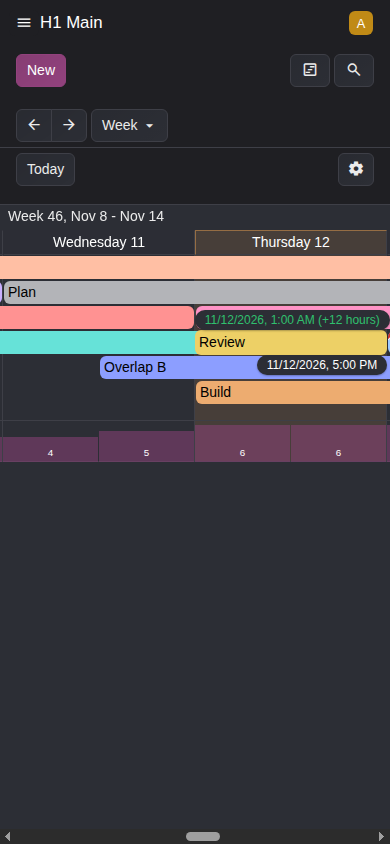 H1 Main
A
New
Week
Today
Week 46, Nov 8 - Nov 14
Wednesday 11
Thursday 12
Plan
11/12/2026, 1:00 AM (+12 hours)
Review
Overlap B
11/12/2026, 5:00 PM
Build
4
5
6
6